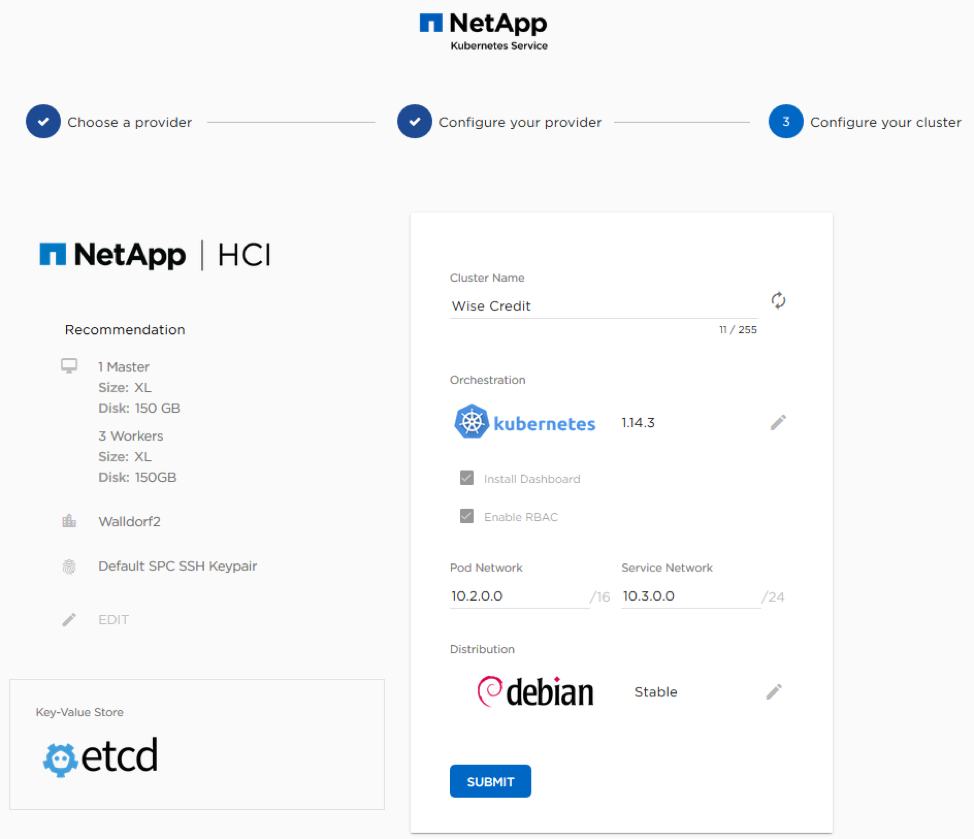 NetApp
Kubernetes Service
Choose a provider
Configure your provider
3
Configure your cluster
NetApp | HCI
Recommendation
1 Master
Size: XL
Disk: 150 GB
3 Workers
Size: XL
Disk: 150GB
Walldorf2
Default SPC SSH Keypair
EDIT
Key-Value Store
etcd
Cluster Name
Wise Credit
11 / 255
Orchestration
kubernetes 1.14.3
Install Dashboard
Enable RBAC
Pod Network Service Network
10.2.0.0 /16 10.3.0.0 /24
Distribution
debian Stable
SUBMIT